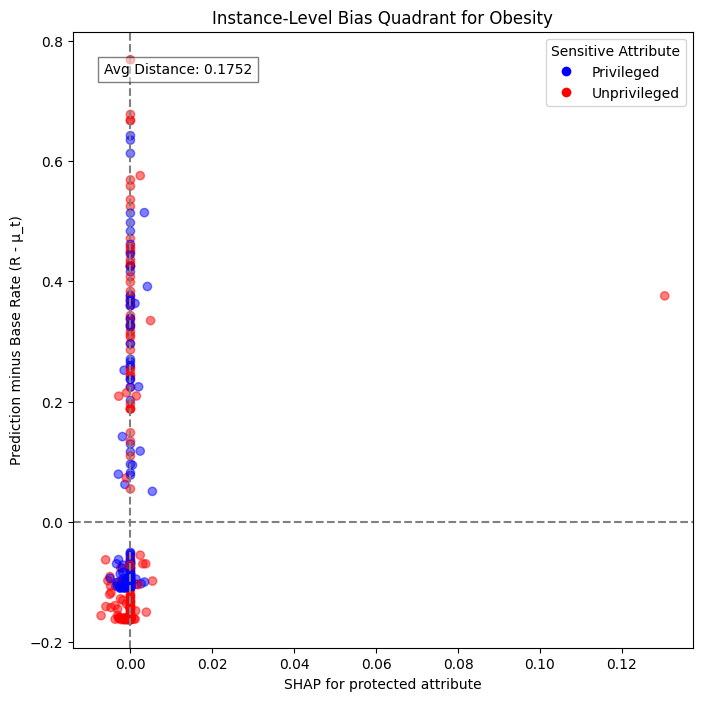 Instance-Level Bias Quadrant for Obesity
Avg Distance: 0.1752
Sensitive Attribute
Privileged
Unprivileged
0.8
0.6
0.4
0.2
0.0
−0.2
Prediction minus Base Rate (R - μ_t)
0.00
0.02
0.04
0.06
0.08
0.10
0.12
SHAP for protected attribute